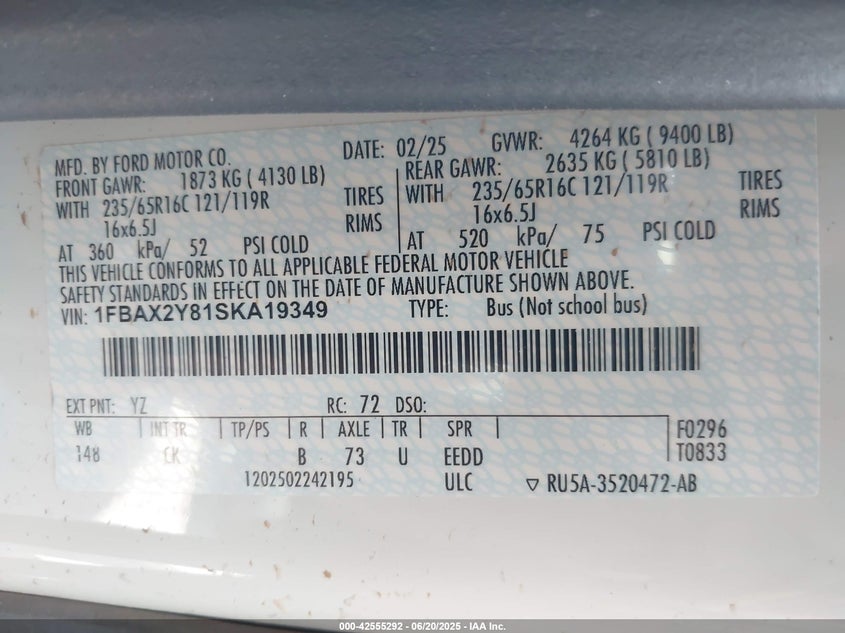 MFD. BY FORD MOTOR CO.
DATE: 02/25 GVWR: 4264 KG ( 9400 LB)
FRONT GAWR: 1873 KG ( 4130 LB)
WITH 235/65R16C 121/119R TIRES
16x6.5J RIMS
AT 360 kPa/ 52 PSI COLD
REAR GAWR: 2635 KG ( 5810 LB)
WITH 235/65R16C 121/119R TIRES
16x6.5J RIMS
AT 520 kPa/ 75 PSI COLD
THIS VEHICLE CONFORMS TO ALL APPLICABLE FEDERAL MOTOR VEHICLE
SAFETY STANDARDS IN EFFECT ON THE DATE OF MANUFACTURE SHOWN ABOVE.
VIN: 1FBAX2Y81SKA19349 TYPE: Bus (Not school bus)
EXT PNT: YZ RC: 72 DSO:
WB INT TR TP/PS R AXLE TR SPR F0296
148 CK B 73 U EEDD T0833
1202502242195 ULC ▽ RU5A-3520472-AB
000-42555292 - 06/20/2025 - IAA Inc.